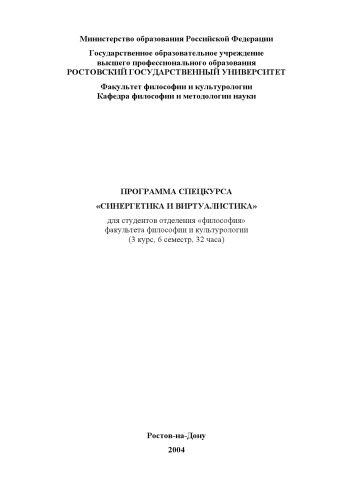 Министерство образования Российской Федерации
Государственное образовательное учреждение
высшего профессионального образования
РОСТОВСКИЙ ГОСУДАРСТВЕННЫЙ УНИВЕРСИТЕТ
Факультет философии и культурологии
Кафедра философии и методологии науки
ПРОГРАММА СПЕЦКУРСА
«СИНЕРГЕТИКА И ВИРТУАЛИСТИКА»
для студентов отделения «философия»
факультета философии и культурологии
(3 курс, 6 семестр, 32 часа)
Ростов-на-Дону
2004